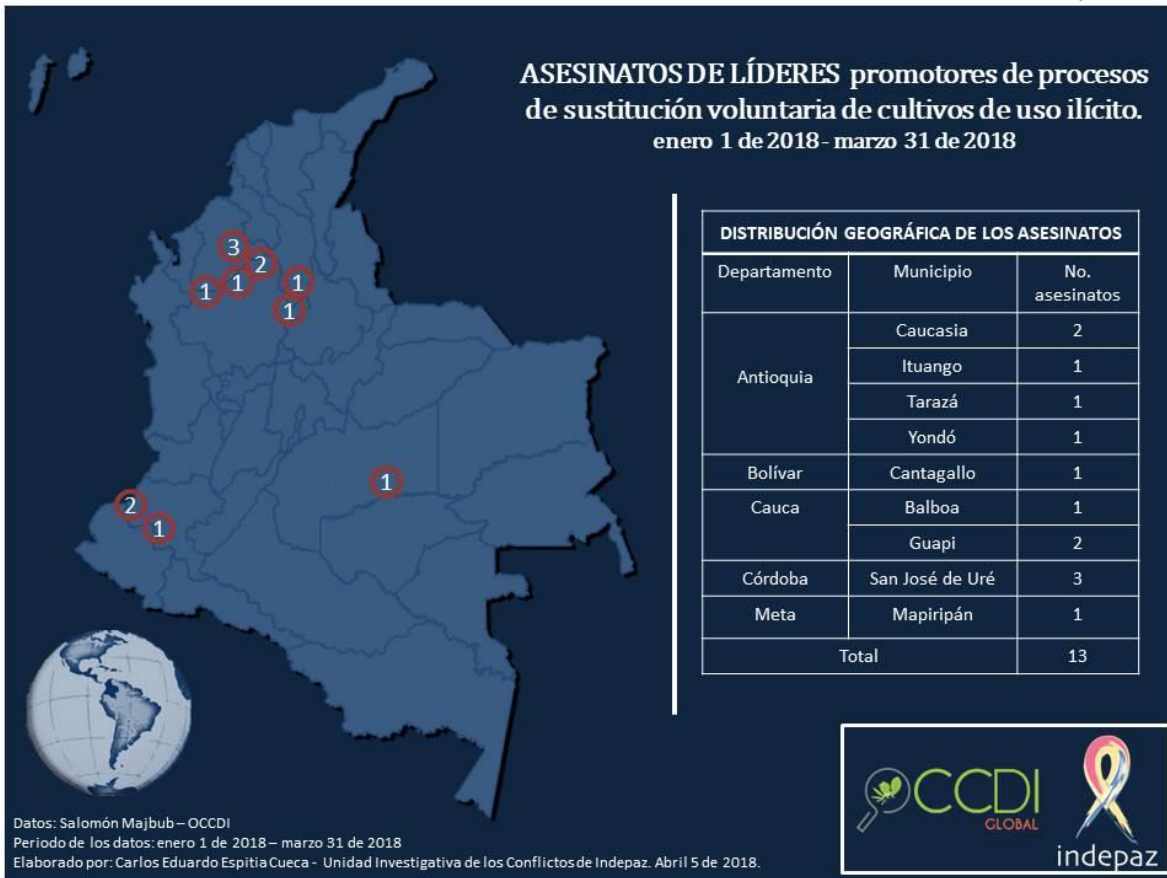 ASESINATOS DE LÍDERES promotores de procesos
de sustitución voluntaria de cultivos de uso ilícito.
enero 1 de 2018- marzo 31 de 2018
3
2
1
1
1
1
1
2
1
DISTRIBUCIÓN GEOGRÁFICA DE LOS ASESINATOS
Departamento Municipio No. asesinatos
Antioquia Caucasia 2
Ituango 1
Tarazá 1
Yondó 1
Bolívar Cantagallo 1
Cauca Balboa 1
Guapi 2
Córdoba San José de Uré 3
Meta Mapiripán 1
Total 13
Datos: Salomón Majbub – OCCDI
Periodo de los datos: enero 1 de 2018 – marzo 31 de 2018
Elaborado por: Carlos Eduardo Espitia Cueca - Unidad Investigativa de los Conflictos de Indepaz. Abril 5 de 2018.
OCCDI
GLOBAL
indepaz